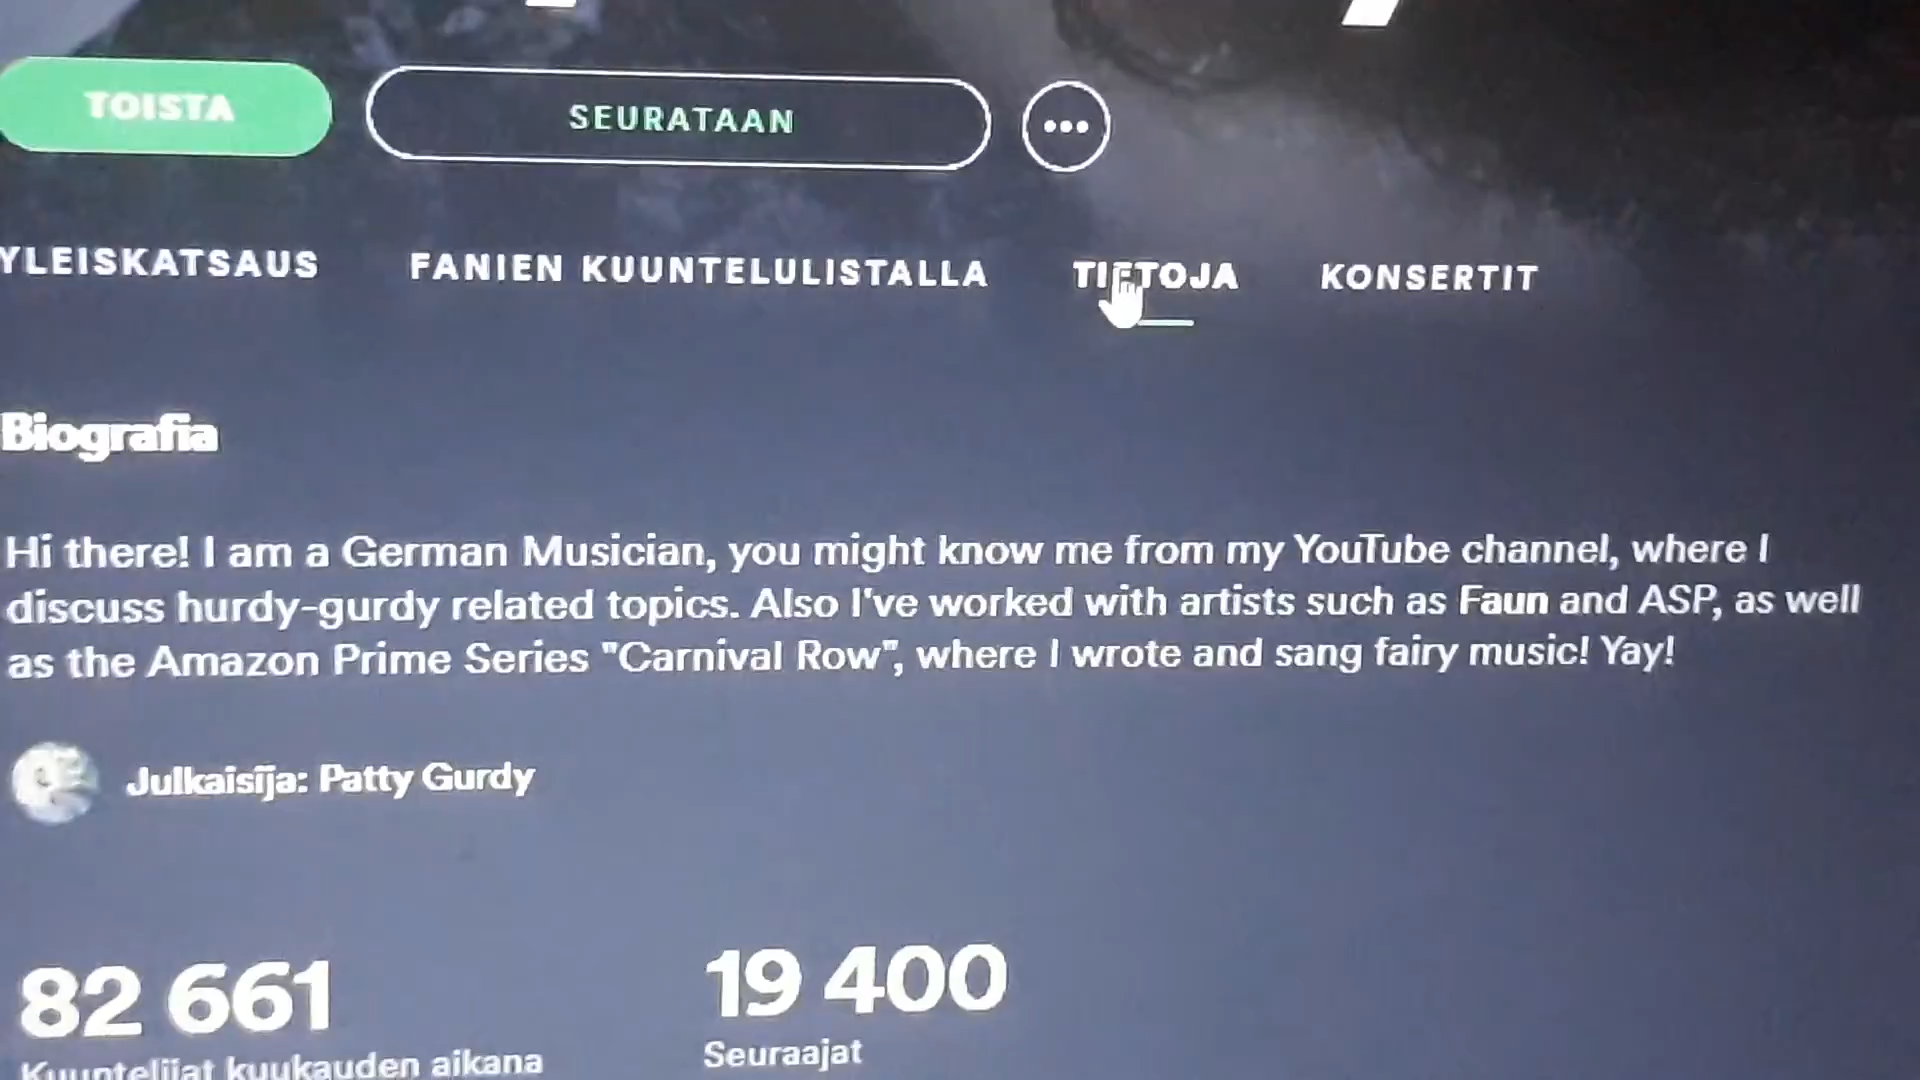 TOISTA
SEURATAAN
YLEISKATSAUS
FANIEN KUUNTELULISTALLA
TIETOJA
KONSERTIT
Biografia
Hi there! I am a German Musician, you might know me from my YouTube channel, where I
discuss hurdy-gurdy related topics. Also I've worked with artists such as Faun and ASP, as well
as the Amazon Prime Series "Carnival Row", where I wrote and sang fairy music! Yay!
Julkaisija: Patty Gurdy
82 661
19 400
Kuuntelijat kuukauden aikana
Seuraajat